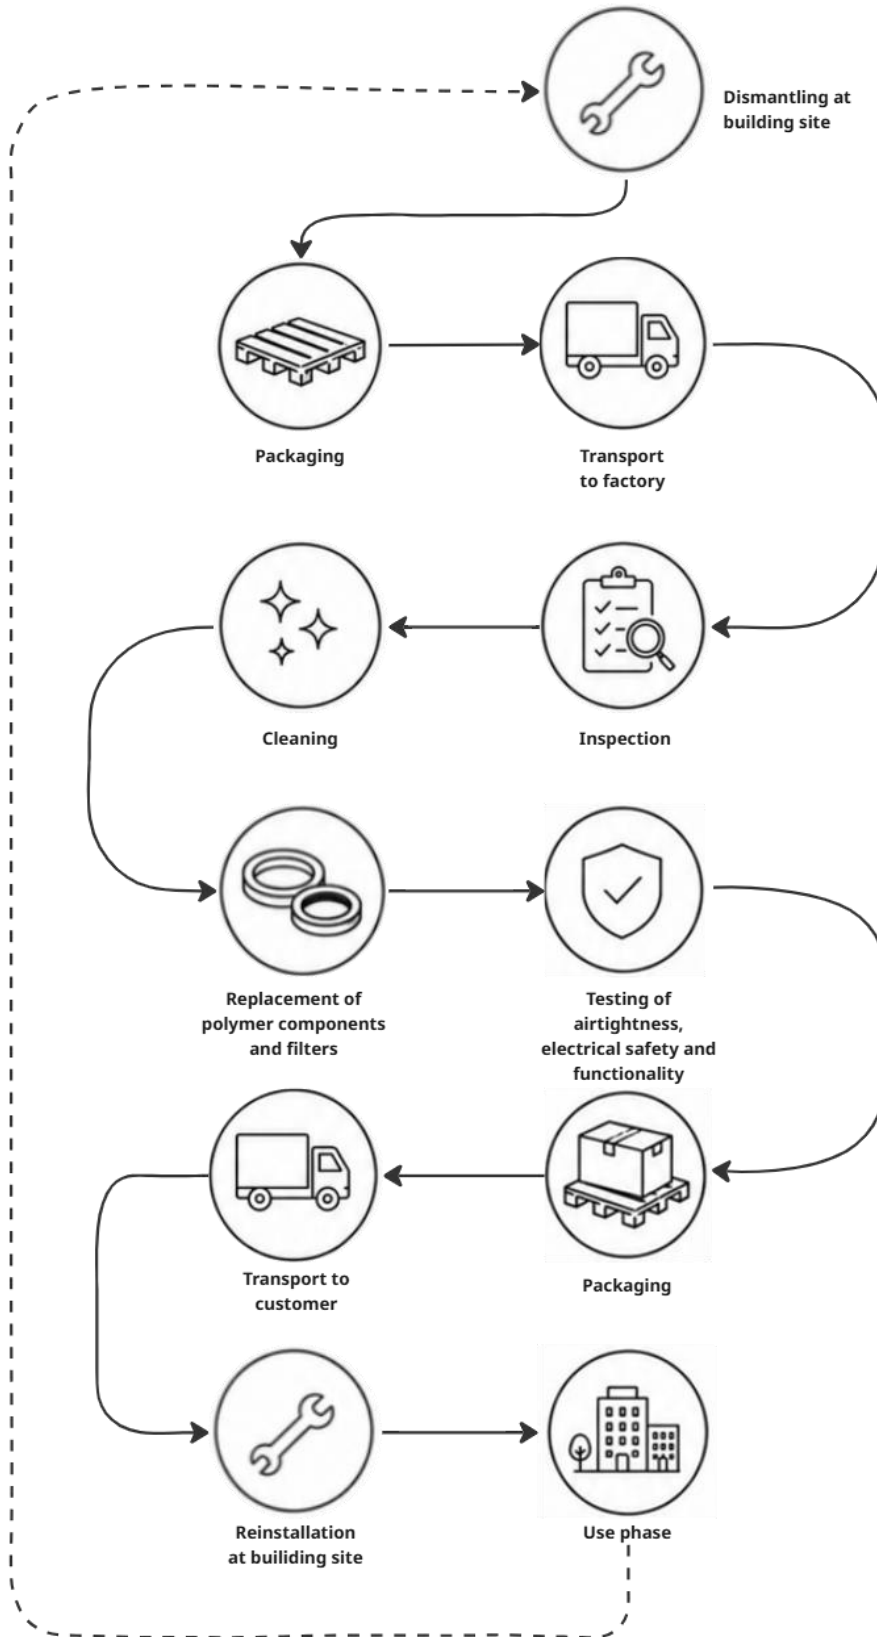 Dismantling at
building site
Packaging
Transport
to factory
Inspection
Cleaning
Replacement of
polymer components
and filters
Testing of
airtightness,
electrical safety and
functionality
Packaging
Transport to
customer
Reinstallation
at builiding site
Use phase